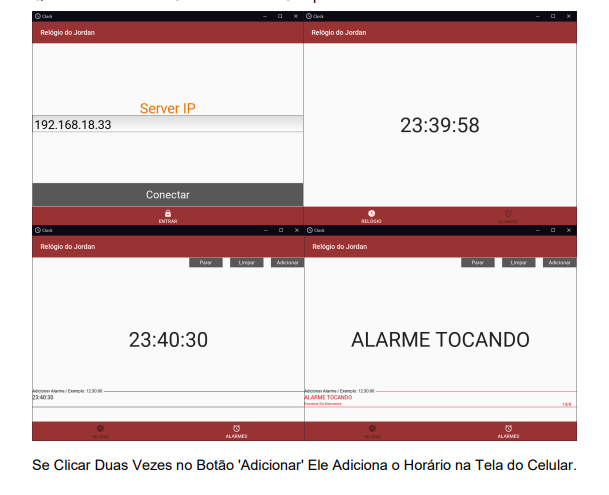 Clock
Relógio do Jordan
Server IP
192.168.18.33
Conectar
ENTRAR
Clock
Relógio do Jordan
23:39:58
RELÓGIO
ALARMES
Clock
Relógio do Jordan
Parar Limpar Adicionar
23:40:30
Adicionar Alarme / Exemplo: 12:30:00
23:40:30
RELÓGIO ALARMES
Clock
Relógio do Jordan
Parar Limpar Adicionar
ALARME TOCANDO
Adicionar Alarme / Exemplo: 12:30:00
ALARME TOCANDO
14/8
ALARMES
Se Clicar Duas Vezes no Botão 'Adicionar' Ele Adiciona o Horário na Tela do Celular.